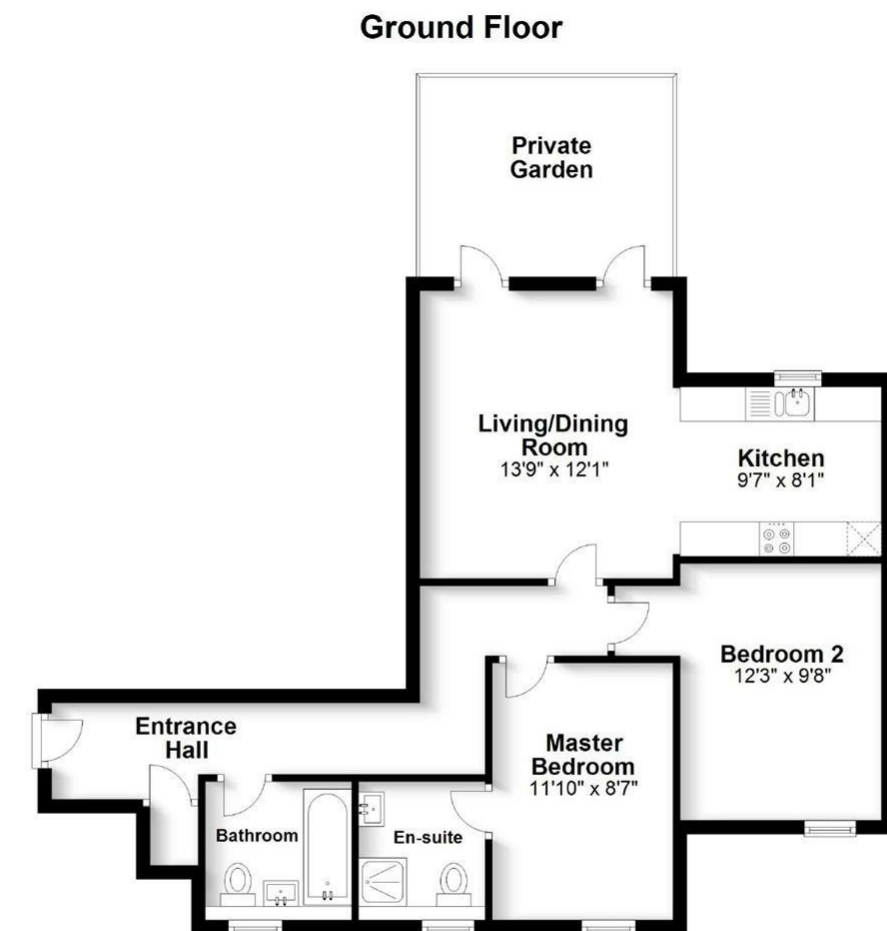 Ground Floor
Private
Garden
Living/Dining
Room
13'9" x 12'1"
Kitchen
9'7" x 8'1"
Bedroom 2
12'3" x 9'8"
Entrance
Hall
Master
Bedroom
11'10" x 8'7"
Bathroom
En-suite